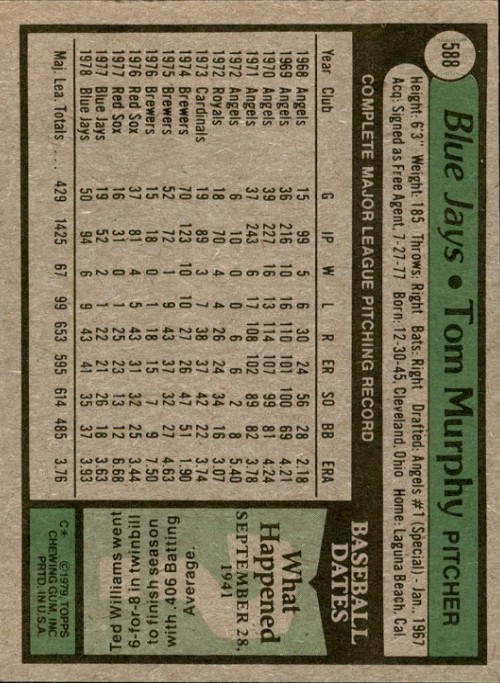 588
Blue Jays • Tom Murphy PITCHER
Height: 6'3" Weight: 185 Throws: Right Bats: Right Drafted: Angels #1 (Special) - Jan., 1967
Acq: Signed as Free Agent, 7-27-77 Born: 12-30-45, Cleveland, Ohio Home: Laguna Beach, Cal.
COMPLETE MAJOR LEAGUE PITCHING RECORD
Year Club G IP W L R ER SO BB ERA
1968 Angels 15 99 5 6 30 24 56 28 2.18
1969 Angels 36 216 10 16 110 101 100 69 4.21
1970 Angels 39 227 16 13 114 107 99 81 4.24
1971 Angels 37 243 6 17 108 102 89 82 3.78
1972 Angels 6 10 0 0 6 6 2 8 5.40
1972 Royals 18 70 4 4 26 24 34 16 3.07
1973 Cardinals 19 89 3 7 38 37 42 22 3.74
1974 Brewers 70 123 10 10 27 26 47 51 1.90
1975 Brewers 52 72 1 9 43 37 32 27 4.63
1976 Brewers 15 18 0 1 18 15 7 9 7.50
1976 Red Sox 37 81 4 5 43 31 32 25 3.44
1977 Red Sox 16 31 0 1 25 23 13 12 6.68
1977 Blue Jays 19 52 2 1 22 21 26 18 3.63
1978 Blue Jays 50 94 6 9 43 41 35 37 3.93
Maj. Lea. Totals .... 429 1425 67 99 653 595 614 485 3.76
BASEBALL
DATES
What
Happened
SEPTEMBER 28,
1941
Ted Williams went
6-for-8 in twinbill
to finish season
with .406 Batting
Average
C* ©1979, TOPPS
CHEWING GUM, INC
PRTD. IN U.S.A.